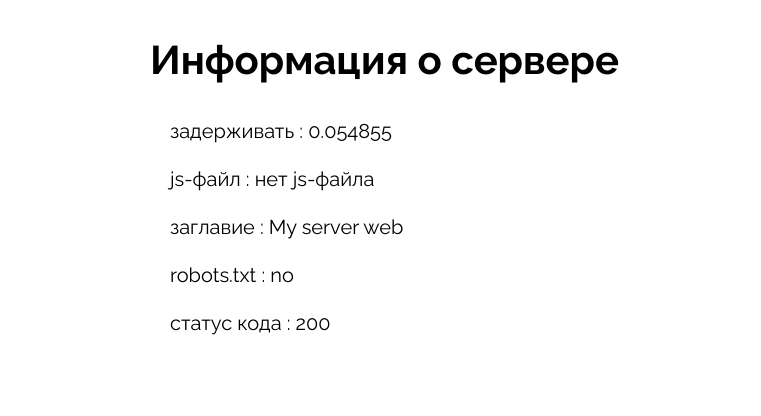 Информация о сервере
задерживать : 0.054855
js-файл : нет js-файла
заглавие : My server web
robots.txt : no
статус кода : 200